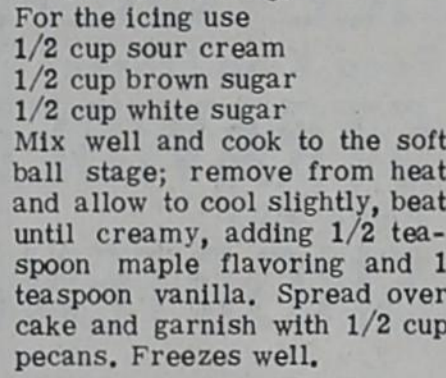 For the icing use
1/2 cup sour cream
1/2 cup brown sugar
1/2 cup white sugar
Mix well and cook to the soft
ball stage; remove from heat
and allow to cool slightly, beat
until creamy, adding 1/2 tea-
spoon maple flavoring and 1
teaspoon vanilla. Spread over
cake and garnish with 1/2 cup
pecans. Freezes well.